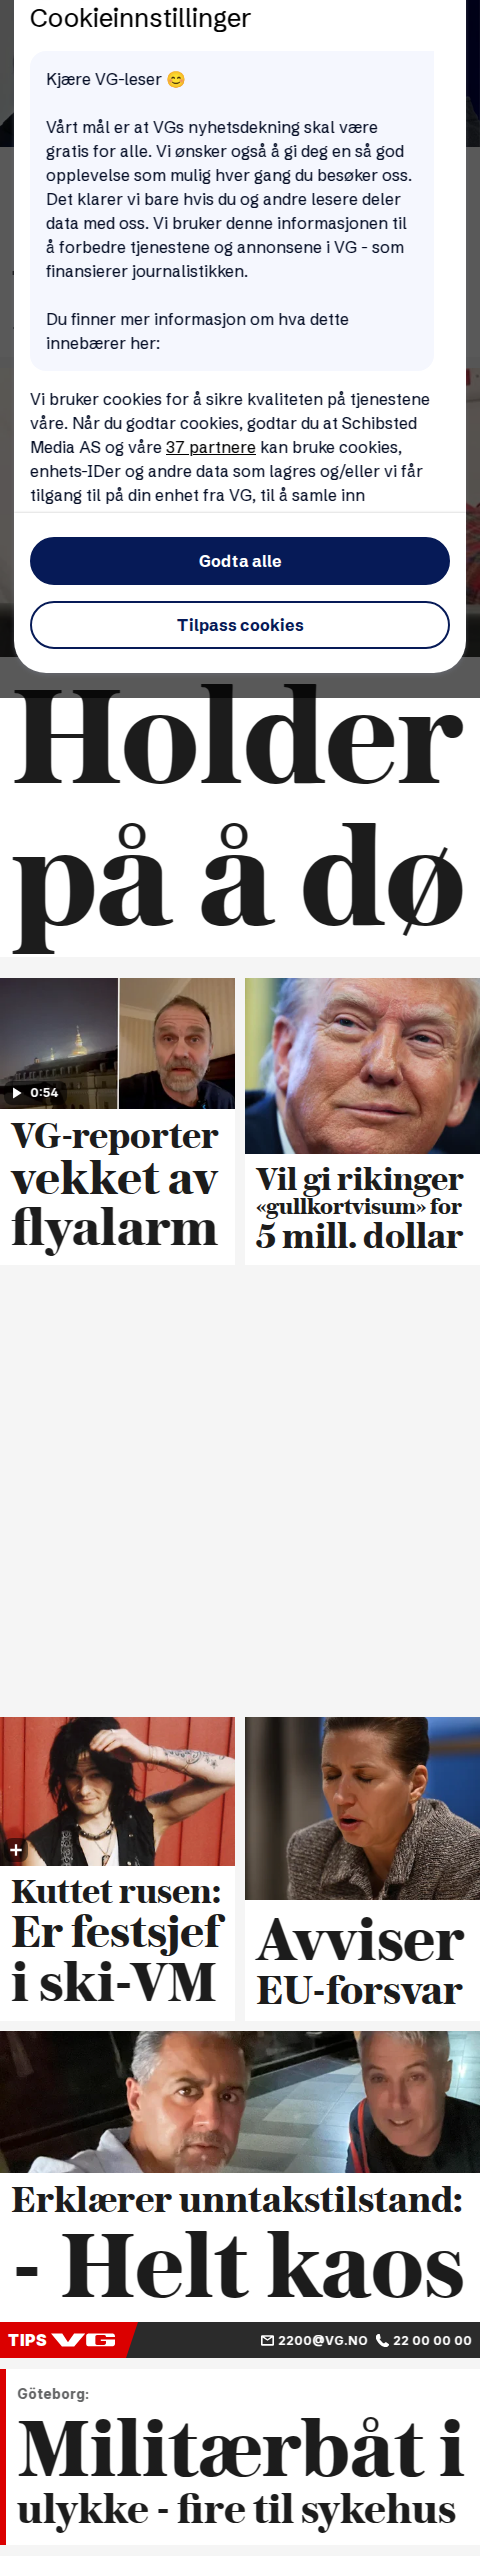 Cookieinnstillinger
Kjære VG-leser 😊
Vårt mål er at VGs nyhetsdekning skal være
gratis for alle. Vi ønsker også å gi deg en så god
opplevelse som mulig hver gang du besøker oss.
Det klarer vi bare hvis du og andre lesere deler
data med oss. Vi bruker denne informasjonen til
å forbedre tjenestene og annonsene i VG - som
finansierer journalistikken.
Du finner mer informasjon om hva dette
innebærer her:
Vi bruker cookies for å sikre kvaliteten på tjenestene
våre. Når du godtar cookies, godtar du at Schibsted
Media AS og våre 37 partnere kan bruke cookies,
enhets-IDer og andre data som lagres og/eller vi får
tilgang til på din enhet fra VG, til å samle inn
Godta alle
Tilpass cookies
Holder
på å dø
0:54
VG-reporter
vekket av
flyalarm
Vil gi rikinger
«gullkortvisum» for
5 mill. dollar
Kuttet rusen:
Er festsjef
i ski-VM
Avviser
EU-forsvar
Erklærer unntakstilstand:
- Helt kaos
TIPS VG 2200@VG.NO 22 00 00 00
Göteborg:
Militærbåt i
ulykke - fire til sykehus